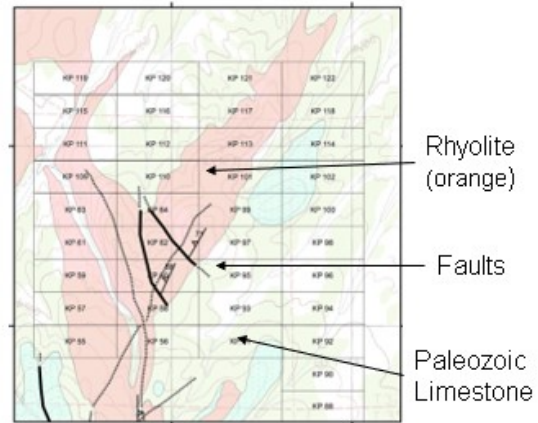 KP 119 KP 120 KP 121 KP 122
KP 115 KP 116 KP 117 KP 118
KP 111 KP 112 KP 113 KP 114
KP 109 KP 110 KP 101 KP 102
KP 63 KP 64 KP 99 KP 100
KP 61 KP 62 KP 97 KP 98
KP 59 KP 95 KP 96
KP 57 KP 93 KP 94
KP 55 KP 56 KP 92
KP 90
KP 88
Rhyolite
(orange)
Faults
Paleozoic
Limestone